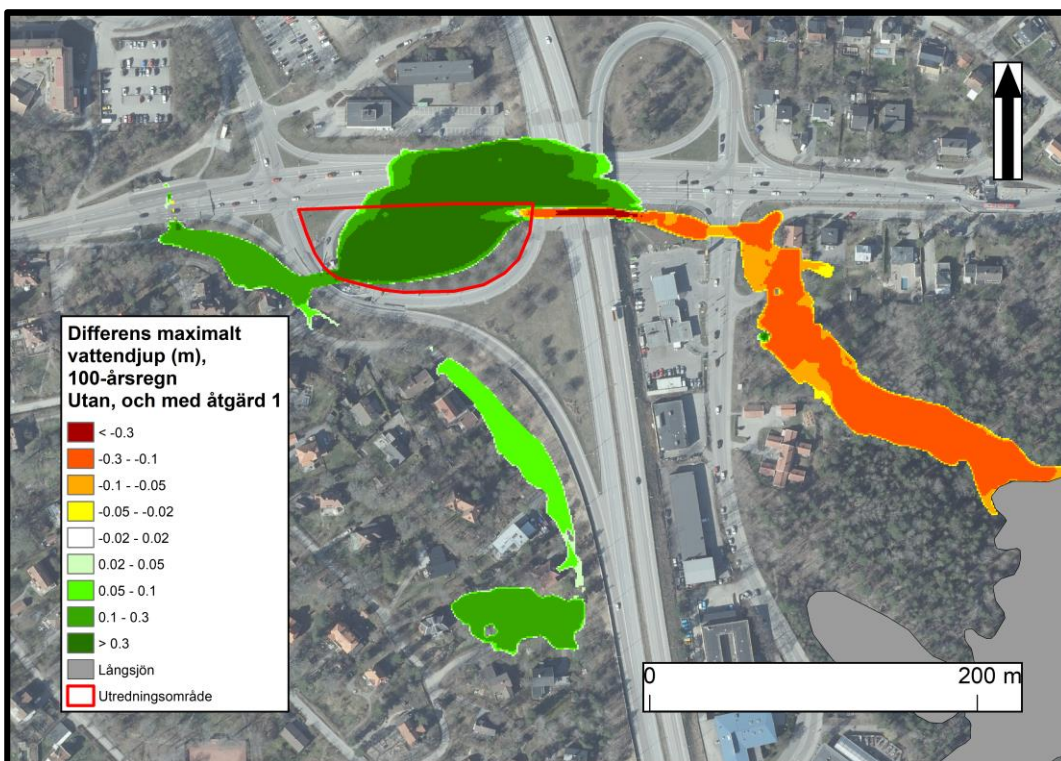 Differens maximalt
vattendjup (m),
100-årsregn
Utan, och med åtgärd 1
< -0.3
-0.3 - -0.1
-0.1 - -0.05
-0.05 - -0.02
-0.02 - 0.02
0.02 - 0.05
0.05 - 0.1
0.1 - 0.3
> 0.3
Långsjön
Utredningsområde
0 200 m